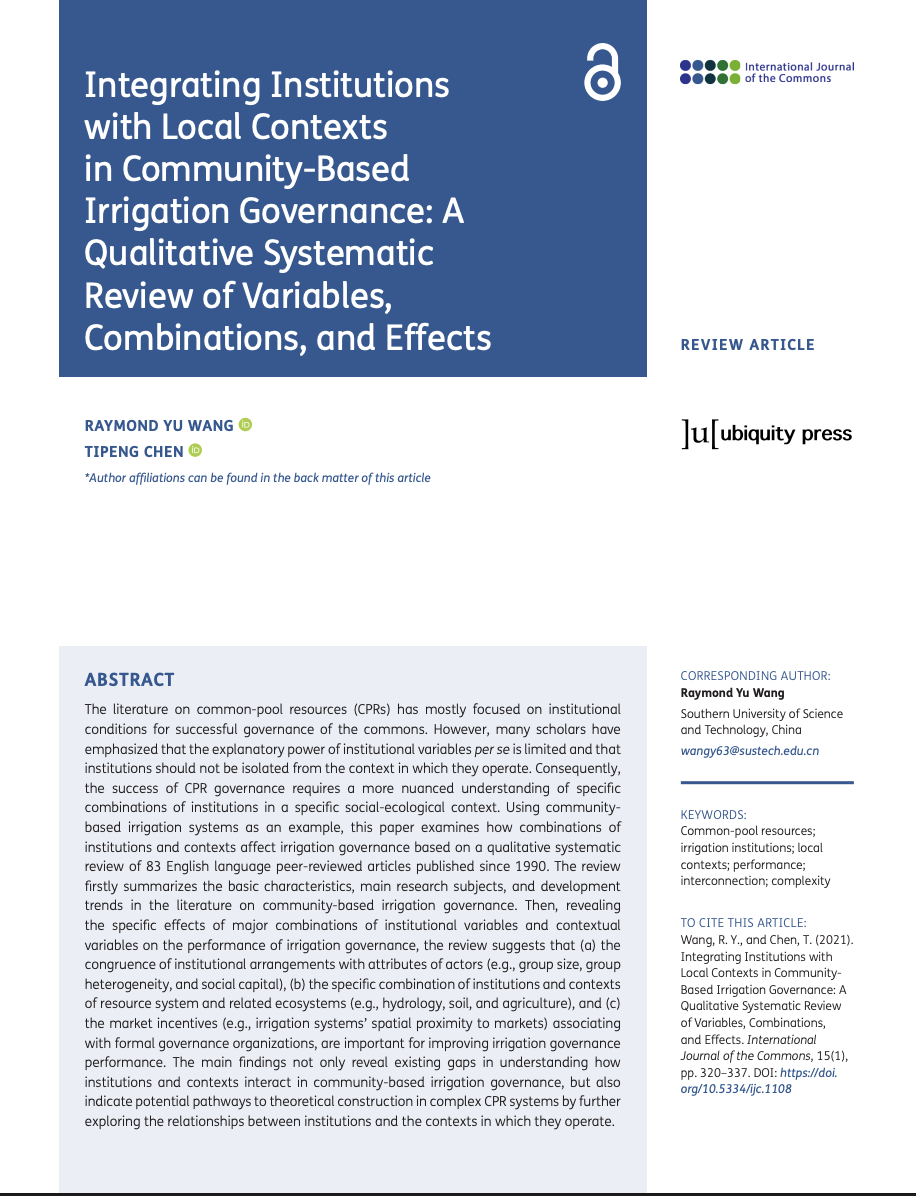 Integrating Institutions
with Local Contexts
in Community-Based
Irrigation Governance: A
Qualitative Systematic
Review of Variables,
Combinations, and Effects
International Journal
of the Commons
REVIEW ARTICLE
RAYMOND YU WANG
TIPENG CHEN
*Author affiliations can be found in the back matter of this article
]u[ ubiquity press
ABSTRACT
The literature on common-pool resources (CPRs) has mostly focused on institutional
conditions for successful governance of the commons. However, many scholars have
emphasized that the explanatory power of institutional variables per se is limited and that
institutions should not be isolated from the context in which they operate. Consequently,
the success of CPR governance requires a more nuanced understanding of specific
combinations of institutions in a specific social-ecological context. Using community-
based irrigation systems as an example, this paper examines how combinations of
institutions and contexts affect irrigation governance based on a qualitative systematic
review of 83 English language peer-reviewed articles published since 1990. The review
firstly summarizes the basic characteristics, main research subjects, and development
trends in the literature on community-based irrigation governance. Then, revealing
the specific effects of major combinations of institutional variables and contextual
variables on the performance of irrigation governance, the review suggests that (a) the
congruence of institutional arrangements with attributes of actors (e.g., group size, group
heterogeneity, and social capital), (b) the specific combination of institutions and contexts
of resource system and related ecosystems (e.g., hydrology, soil, and agriculture), and (c)
the market incentives (e.g., irrigation systems' spatial proximity to markets) associating
with formal governance organizations, are important for improving irrigation governance
performance. The main findings not only reveal existing gaps in understanding how
institutions and contexts interact in community-based irrigation governance, but also
indicate potential pathways to theoretical construction in complex CPR systems by further
exploring the relationships between institutions and the contexts in which they operate.
CORRESPONDING AUTHOR:
Raymond Yu Wang
Southern University of Science
and Technology, China
wangy63@sustech.edu.cn
KEYWORDS:
Common-pool resources;
irrigation institutions; local
contexts; performance;
interconnection; complexity
TO CITE THIS ARTICLE:
Wang, R. Y., and Chen, T. (2021).
Integrating Institutions with
Local Contexts in Community-
Based Irrigation Governance: A
Qualitative Systematic Review
of Variables, Combinations,
and Effects. International
Journal of the Commons, 15(1),
pp. 320–337. DOI: https://doi.
org/10.5334/ijc.1108